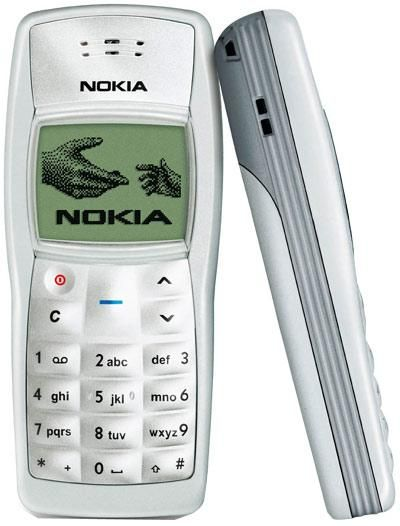 NOKIA
NOKIA
C
1 2 abc def 3
4 ghi 5 jkl mno 6
7 pqrs 8 tuv wxyz 9
* + 0 #